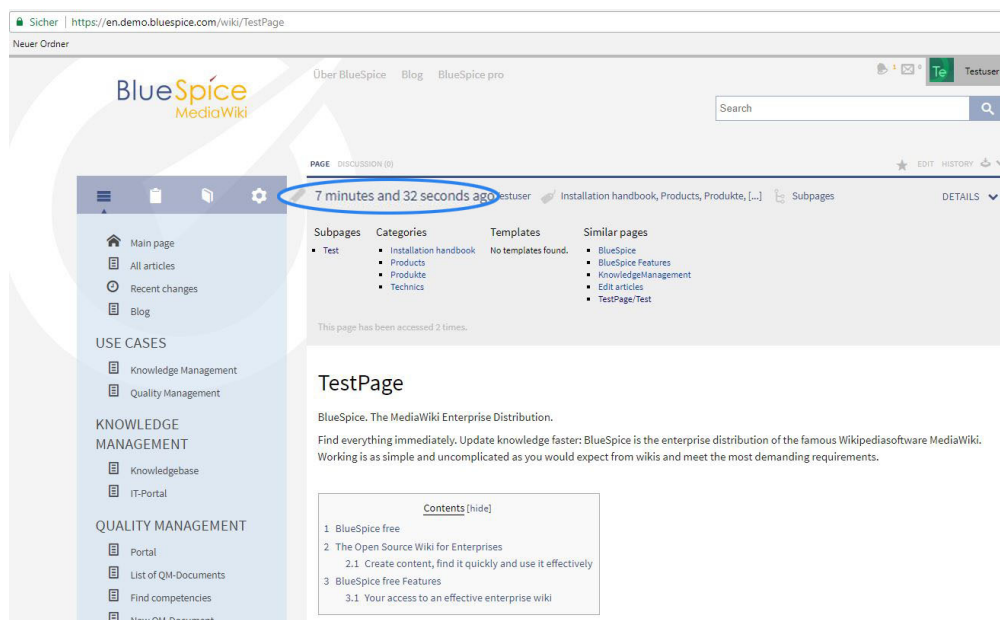 Sicher | https://en.demo.bluespice.com/wiki/TestPage
Neuer Ordner
BlueSpice
MediaWiki
Über BlueSpice Blog BlueSpice pro
Te Testuser
Search
PAGE DISCUSSION (0)
EDIT HISTORY
7 minutes and 32 seconds ago estuser Installation handbook, Products, Produkte, [...] Subpages DETAILS
Subpages Categories Templates Similar pages
Test Installation handbook No templates found. BlueSpice
Products BlueSpice Features
Produkte KnowledgeManagement
Technics Edit articles
TestPage/Test
This page has been accessed 2 times.
Main page
All articles
Recent changes
Blog
USE CASES
Knowledge Management
Quality Management
KNOWLEDGE
MANAGEMENT
Knowledgebase
IT-Portal
QUALITY MANAGEMENT
Portal
List of QM-Documents
Find competencies
New QM-Document
TestPage
BlueSpice. The MediaWiki Enterprise Distribution.
Find everything immediately. Update knowledge faster: BlueSpice is the enterprise distribution of the famous Wikipediasoftware MediaWiki.
Working is as simple and uncomplicated as you would expect from wikis and meet the most demanding requirements.
Contents [hide]
1 BlueSpice free
2 The Open Source Wiki for Enterprises
2.1 Create content, find it quickly and use it effectively
3 BlueSpice free Features
3.1 Your access to an effective enterprise wiki